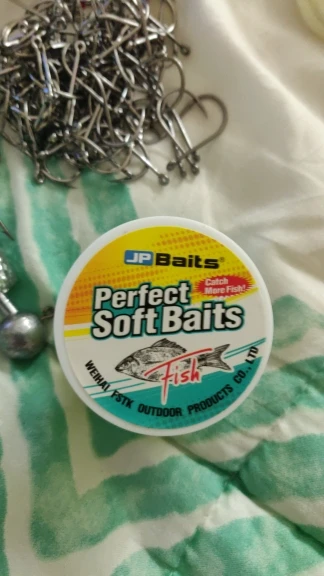 JP Baits®
Catch
More Fish!
Perfect
Soft Baits
Fish
WEIHAI FSTK OUTDOOR PRODUCTS CO., LTD